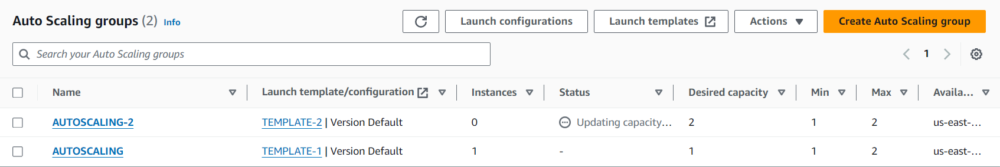 Auto Scaling groups (2) Info
Launch configurations
Launch templates
Actions
Create Auto Scaling group
Search your Auto Scaling groups
1
Name Launch template/configuration Instances Status Desired capacity Min Max Availa...
AUTOSCALING-2 TEMPLATE-2 | Version Default 0 Updating capacity... 2 1 2 us-east-...
AUTOSCALING TEMPLATE-1 | Version Default 1 - 1 1 2 us-east-...